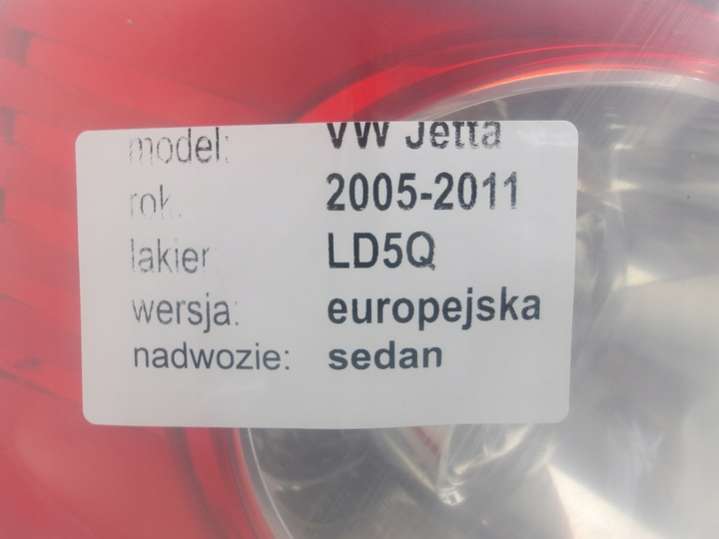 model: VW Jetta
rok: 2005-2011
lakier LD5Q
wersja: europejska
nadwozie: sedan